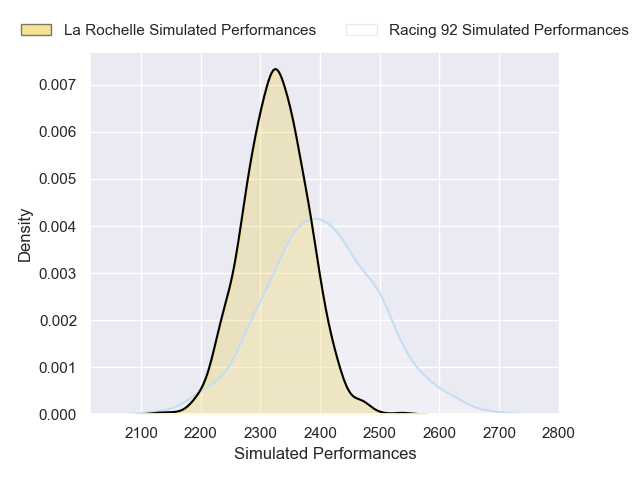 La Rochelle Simulated Performances
Racing 92 Simulated Performances
0.007
0.006
0.005
0.004
0.003
0.002
0.001
0.000
Density
2100 2200 2300 2400 2500 2600 2700 2800
Simulated Performances